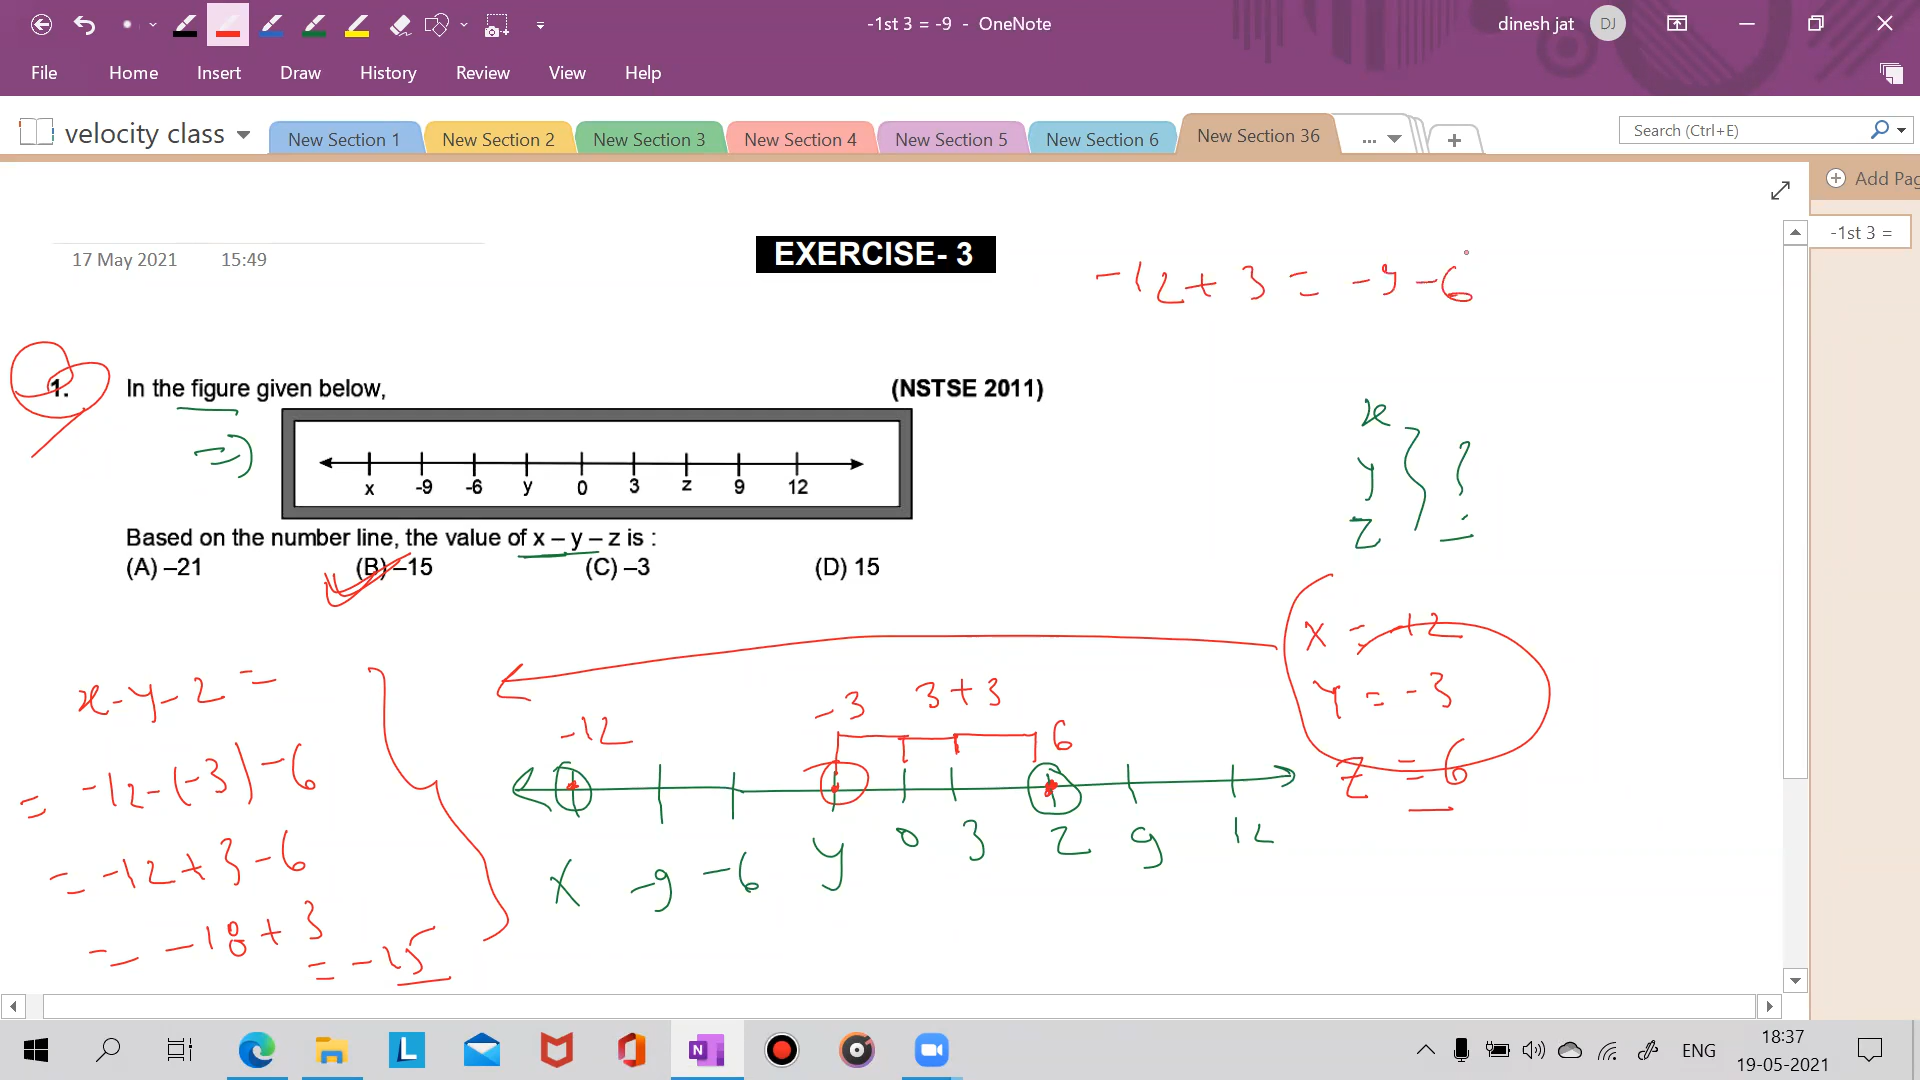 -1st 3 = -9 - OneNote
dinesh jat
DJ
File Home Insert Draw History Review View Help
velocity class
New Section 1 New Section 2 New Section 3 New Section 4 New Section 5 New Section 6 New Section 36 ... +
Search (Ctrl+E)
Add Pag
-1st 3 =
17 May 2021 15:49
EXERCISE- 3
-12+3 = -9-6
1. In the figure given below, (NSTSE 2011)
x -9 -6 y 0 3 z 9 12
Based on the number line, the value of x – y – z is :
(A) –21 (B) –15 (C) –3 (D) 15
x
y
z
?
x = -12
y = -3
z = 6
x-y-z =
= -12-(-3)-6
= -12+3-6
= -18+3
= -15
-12 -3 3+3 6
x -9 -6 y 0 3 z 9 12
L
N
ENG
18:37
19-05-2021